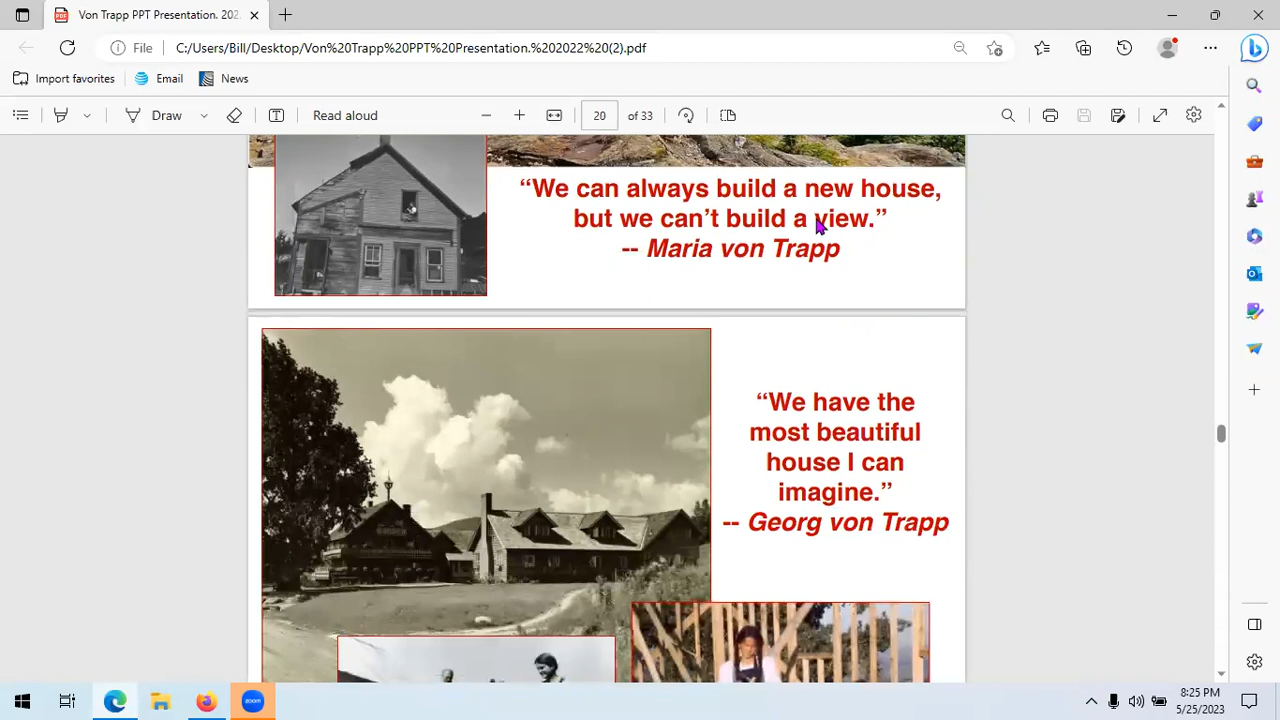 Von Trapp PPT Presentation. 202
File
C:/Users/Bill/Desktop/Von%20Trapp%20PPT%20Presentation.%202022%20(2).pdf
Import favorites
Email
News
Draw
Read aloud
20
of 33
“We can always build a new house,
but we can’t build a view.”
-- Maria von Trapp
“We have the
most beautiful
house I can
imagine.”
-- Georg von Trapp
zoom
8:25 PM
5/25/2023